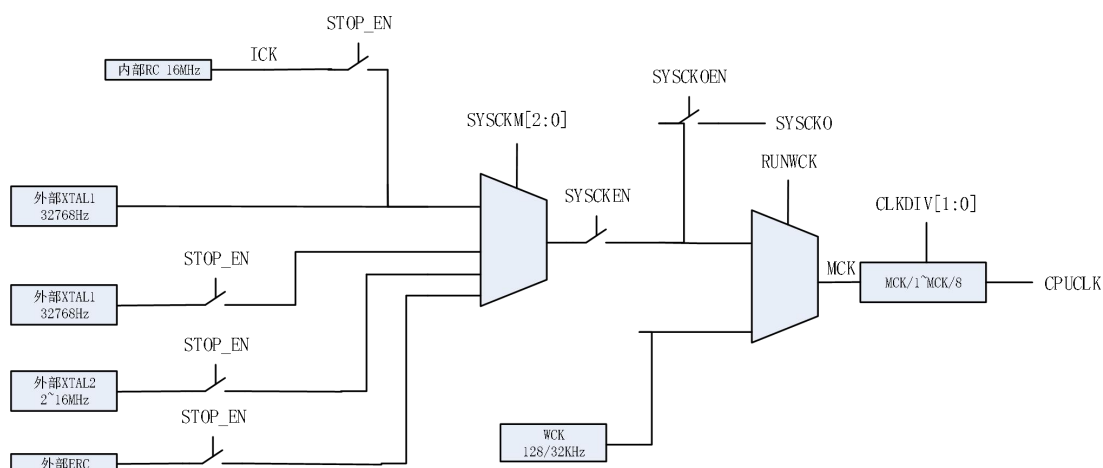 STOP_EN
ICK
内部RC 16MHz
SYSCKOEN
SYSCKM[2:0]
SYSCKO
RUNWCK
外部XTAL1
32768Hz
SYSCKEN
CLKDIV[1:0]
STOP_EN
MCK
MCK/1~MCK/8
CPUCLK
外部XTAL1
32768Hz
STOP_EN
外部XTAL2
2~16MHz
STOP_EN
WCK
128/32KHz
外部ERC